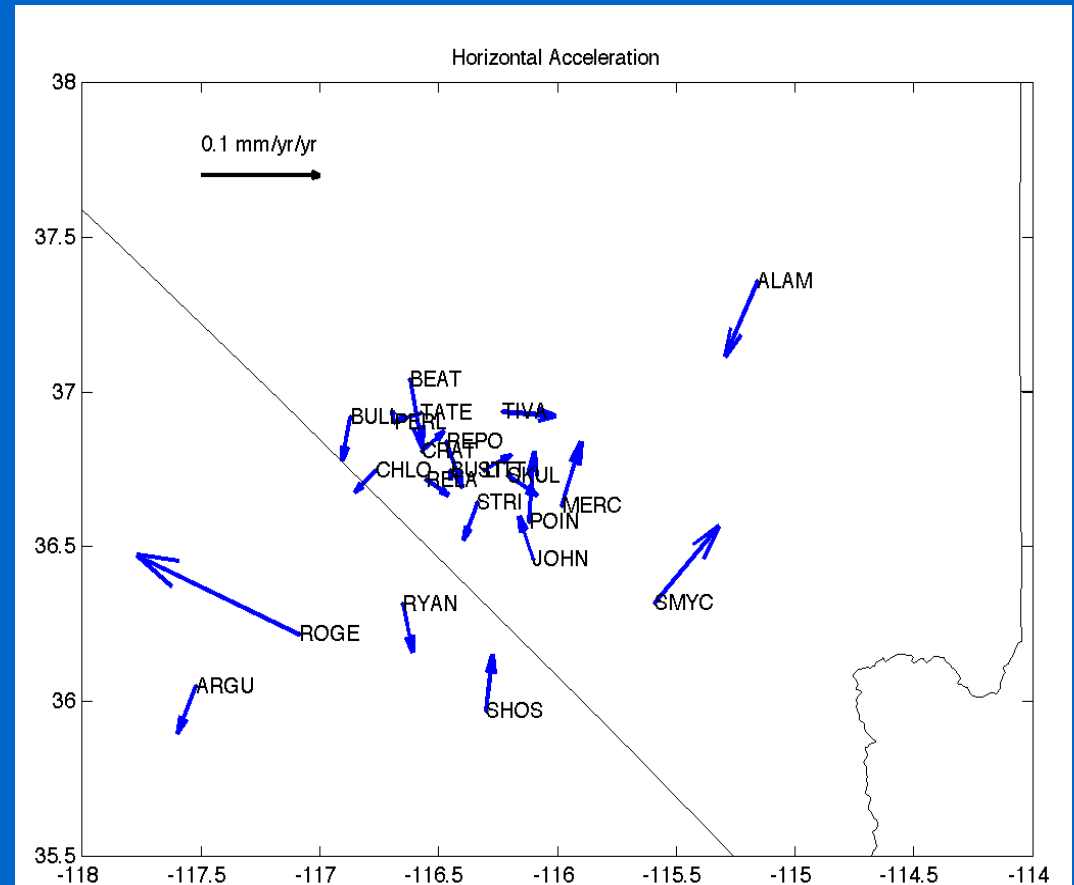 Horizontal Acceleration
38
0.1 mm/yr/yr
37.5
ALAM
37
BEAT
TATE
TIVA
BULL
PERL
REPO
CRAT
CHLO
BUS
LITT
SKUL
RELA
STRI
MERC
POIN
36.5
JOHN
RYAN
SMYC
ROGE
ARGU
36
SHOS
35.5
-118 -117.5 -117 -116.5 -116 -115.5 -115 -114.5 -114